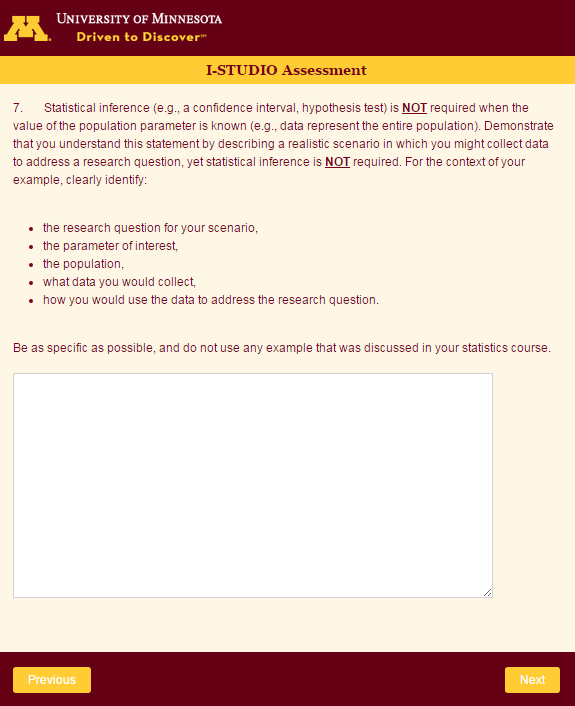 UNIVERSITY OF MINNESOTA
Driven to Discover℠
I-STUDIO Assessment
7. Statistical inference (e.g., a confidence interval, hypothesis test) is NOT required when the
value of the population parameter is known (e.g., data represent the entire population). Demonstrate
that you understand this statement by describing a realistic scenario in which you might collect data
to address a research question, yet statistical inference is NOT required. For the context of your
example, clearly identify:
• the research question for your scenario,
• the parameter of interest,
• the population,
• what data you would collect,
• how you would use the data to address the research question.
Be as specific as possible, and do not use any example that was discussed in your statistics course.
Previous
Next